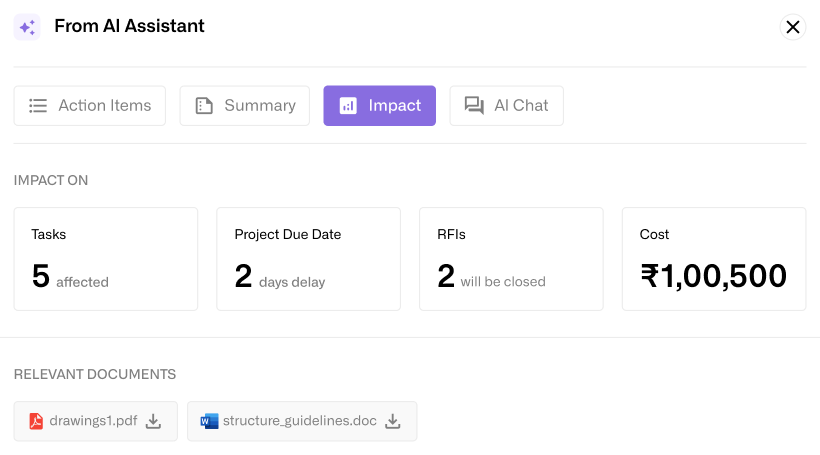 From AI Assistant
Action Items
Summary
Impact
AI Chat
IMPACT ON
Tasks
5 affected
Project Due Date
2 days delay
RFIs
2 will be closed
Cost
₹1,00,500
RELEVANT DOCUMENTS
drawings1.pdf
W structure_guidelines.doc